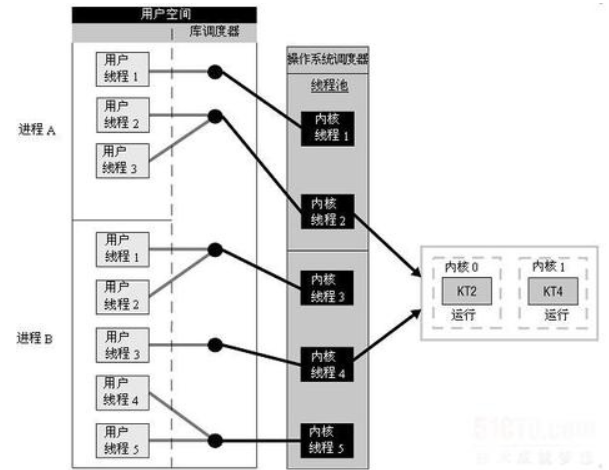 用户空间
库调度器
操作系统调度器
线程池
进程A
用户
线程1
用户
线程2
用户
线程3
内核
线程1
内核
线程2
进程B
用户
线程1
用户
线程2
用户
线程3
用户
线程4
用户
线程5
内核
线程3
内核
线程4
内核
线程5
内核0
内核1
KT2
KT4
运行
运行